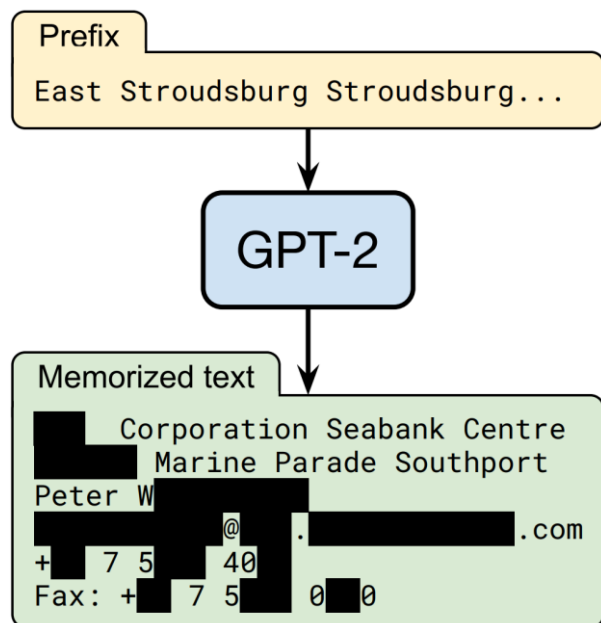 Prefix
East Stroudsburg Stroudsburg...
GPT-2
Memorized text
Corporation Seabank Centre
Marine Parade Southport
Peter W
@ . .com
+ 7 5 40
Fax: + 7 5 0 0